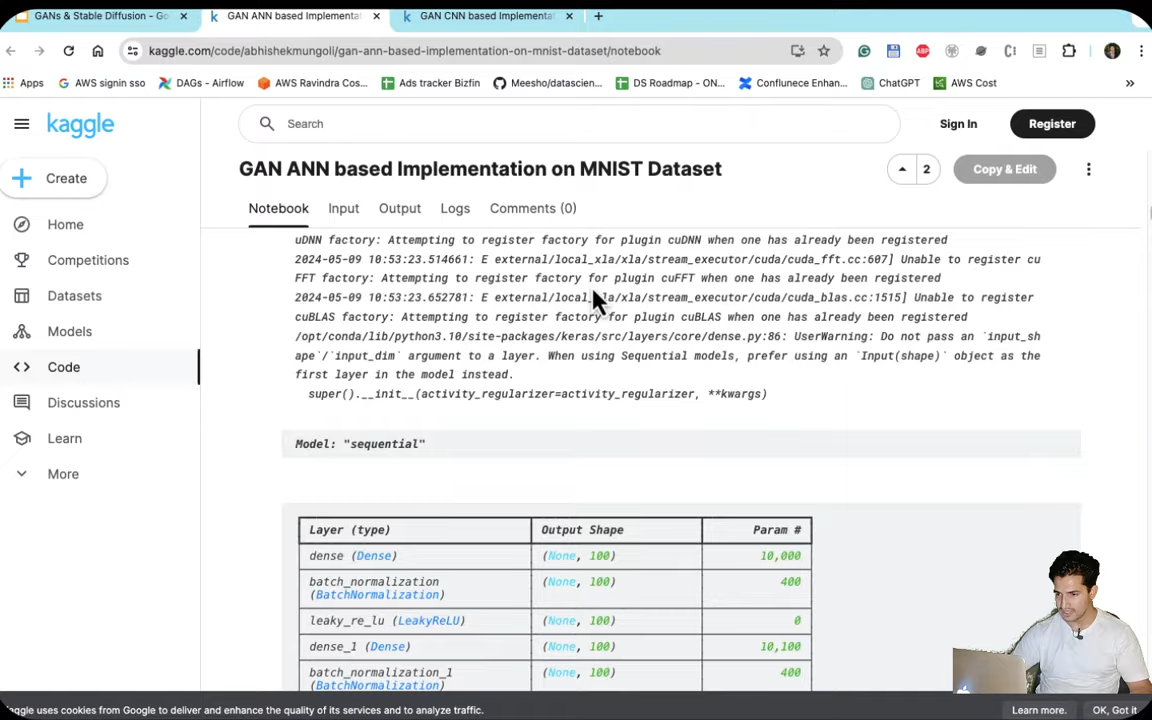 GANs & Stable Diffusion - Go
GAN ANN based Implementa
GAN CNN based Implementa
kaggle.com/code/abhishekmungoli/gan-ann-based-implementation-on-mnist-dataset/notebook
Apps
AWS signin sso
DAGs - Airflow
AWS Ravindra Cos...
Ads tracker Bizfin
Meesho/datascien...
DS Roadmap - ON...
Conflunece Enhan...
ChatGPT
AWS Cost
kaggle
Search
Sign In
Register
Create
Home
Competitions
Datasets
Models
Code
Discussions
Learn
More
GAN ANN based Implementation on MNIST Dataset
2
Copy & Edit
Notebook
Input
Output
Logs
Comments (0)
uDNN factory: Attempting to register factory for plugin cuDNN when one has already been registered
2024-05-09 10:53:23.514661: E external/local_xla/xla/stream_executor/cuda/cuda_fft.cc:607] Unable to register cu
FFT factory: Attempting to register factory for plugin cuFFT when one has already been registered
2024-05-09 10:53:23.652781: E external/local_xla/xla/stream_executor/cuda/cuda_blas.cc:1515] Unable to register
cuBLAS factory: Attempting to register factory for plugin cuBLAS when one has already been registered
/opt/conda/lib/python3.10/site-packages/keras/src/layers/core/dense.py:86: UserWarning: Do not pass an `input_sh
ape`/`input_dim` argument to a layer. When using Sequential models, prefer using an `Input(shape)` object as the
first layer in the model instead.
super().__init__(activity_regularizer=activity_regularizer, **kwargs)
Model: "sequential"
Layer (type) Output Shape Param #
dense (Dense) (None, 100) 10,000
batch_normalization (None, 100) 400
(BatchNormalization)
leaky_re_lu (LeakyReLU) (None, 100) 0
dense_1 (Dense) (None, 100) 10,100
batch_normalization_1 (None, 100) 400
(BatchNormalization)
aggle uses cookies from Google to deliver and enhance the quality of its services and to analyze traffic.
Learn more.
OK, Got it